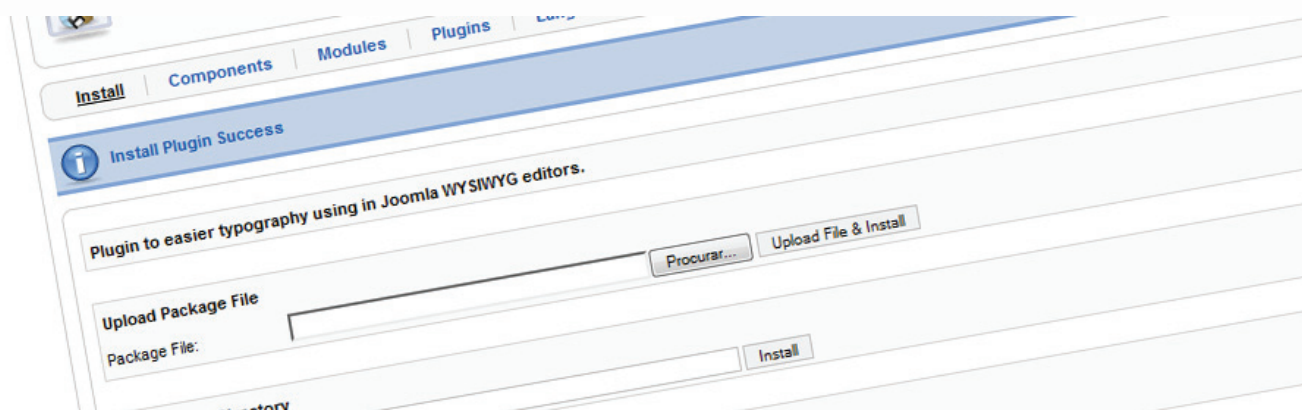 Install Components Modules Plugins
Install Plugin Success
Plugin to easier typography using in Joomla WYSIWYG editors.
Upload Package File
Package File: Procurar... Upload File & Install
Install